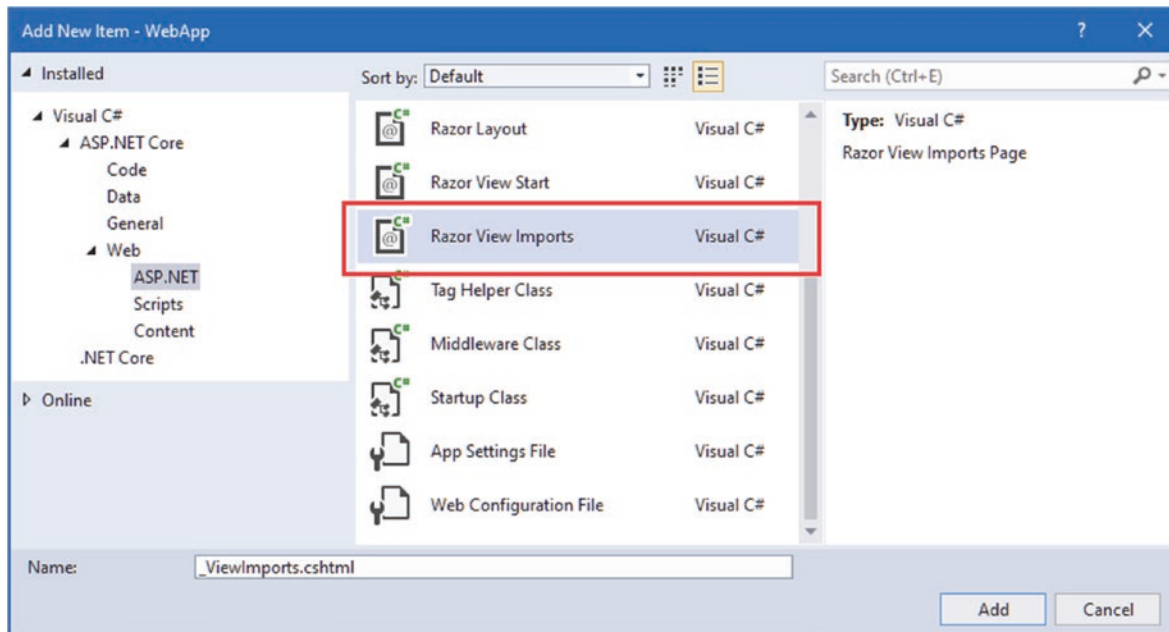 Add New Item - WebApp
?
Installed
Sort by: Default
Search (Ctrl+E)
Visual C#
ASP.NET Core
Code
Data
General
Web
ASP.NET
Scripts
Content
.NET Core
Online
C#
@
Razor Layout Visual C#
C#
@
Razor View Start Visual C#
C#
@
Razor View Imports Visual C#
C#
Tag Helper Class Visual C#
C#
Middleware Class Visual C#
C#
Startup Class Visual C#
App Settings File Visual C#
Web Configuration File Visual C#
Type: Visual C#
Razor View Imports Page
Name: _ViewImports.cshtml
Add Cancel